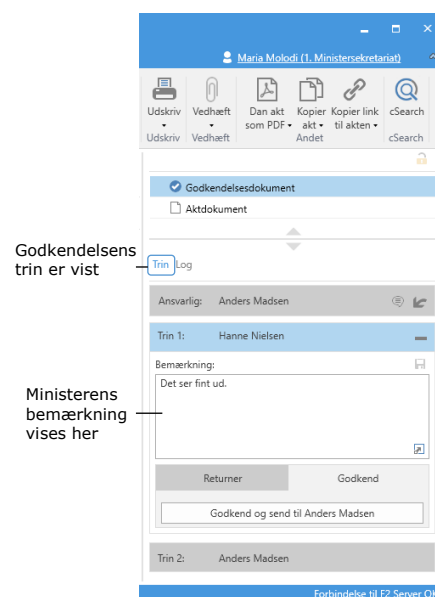 Maria Molodi (1. Ministersekretariat)
Udskriv Vedhæft Dan akt Kopier Kopier link cSearch
som PDF akt til akten
Udskriv Vedhæft Andet cSearch
Godkendelsesdokument
Aktdokument
Godkendelsens
trin er vist
Trin Log
Ansvarlig: Anders Madsen
Trin 1: Hanne Nielsen
Bemærkning:
Det ser fint ud.
Ministerens
bemærkning
vises her
Returner Godkend
Godkend og send til Anders Madsen
Trin 2: Anders Madsen
Forbindelse til F2 Server OK